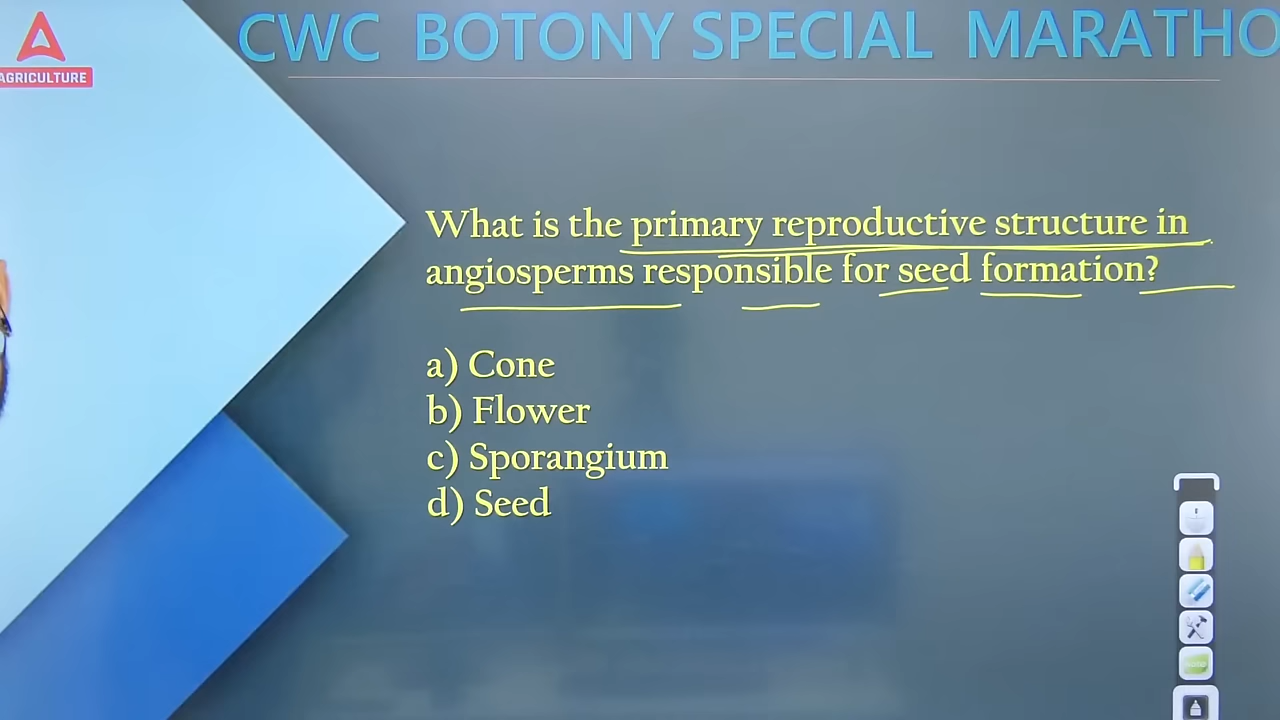 CWC BOTONY SPECIAL MARATHO
AGRICULTURE
What is the primary reproductive structure in
angiosperms responsible for seed formation?
a) Cone
b) Flower
c) Sporangium
d) Seed